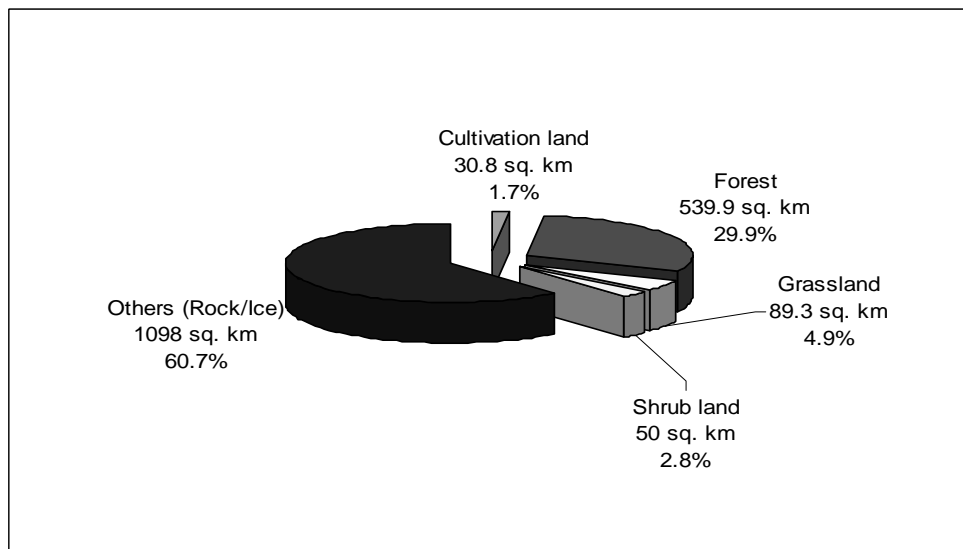 Cultivation land
30.8 sq. km
1.7%
Forest
539.9 sq. km
29.9%
Grassland
89.3 sq. km
4.9%
Shrub land
50 sq. km
2.8%
Others (Rock/Ice)
1098 sq. km
60.7%